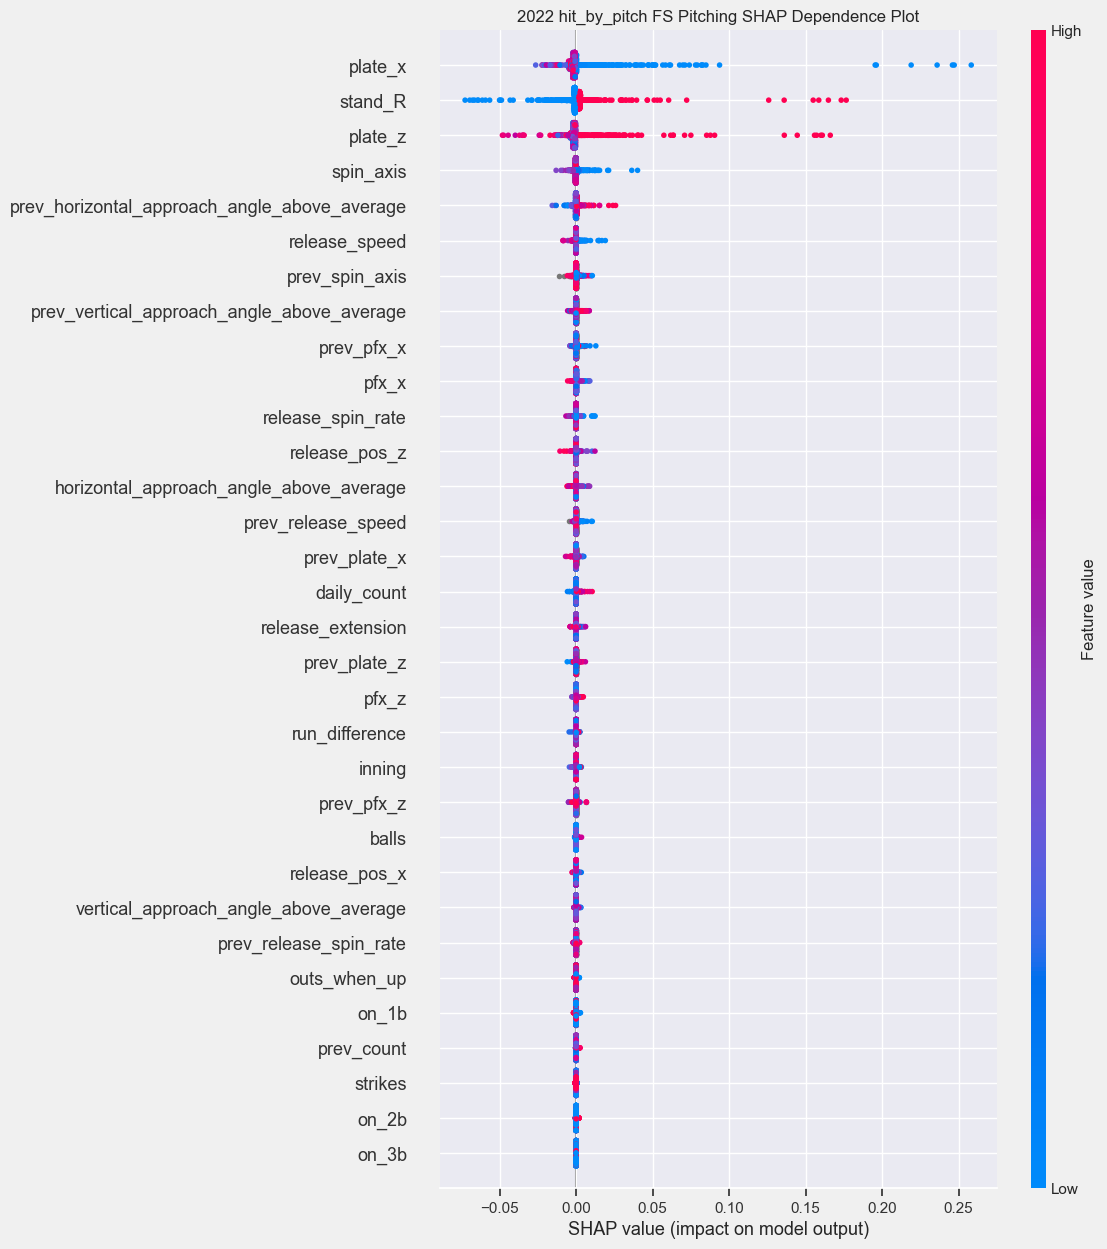 2022 hit_by_pitch FS Pitching SHAP Dependence Plot
High
plate_x
stand_R
plate_z
spin_axis
prev_horizontal_approach_angle_above_average
release_speed
prev_spin_axis
prev_vertical_approach_angle_above_average
prev_pfx_x
pfx_x
release_spin_rate
release_pos_z
horizontal_approach_angle_above_average
prev_release_speed
prev_plate_x
daily_count
release_extension
prev_plate_z
pfx_z
run_difference
inning
prev_pfx_z
balls
release_pos_x
vertical_approach_angle_above_average
prev_release_spin_rate
outs_when_up
on_1b
prev_count
strikes
on_2b
on_3b
Feature value
Low
−0.05 0.00 0.05 0.10 0.15 0.20 0.25
SHAP value (impact on model output)